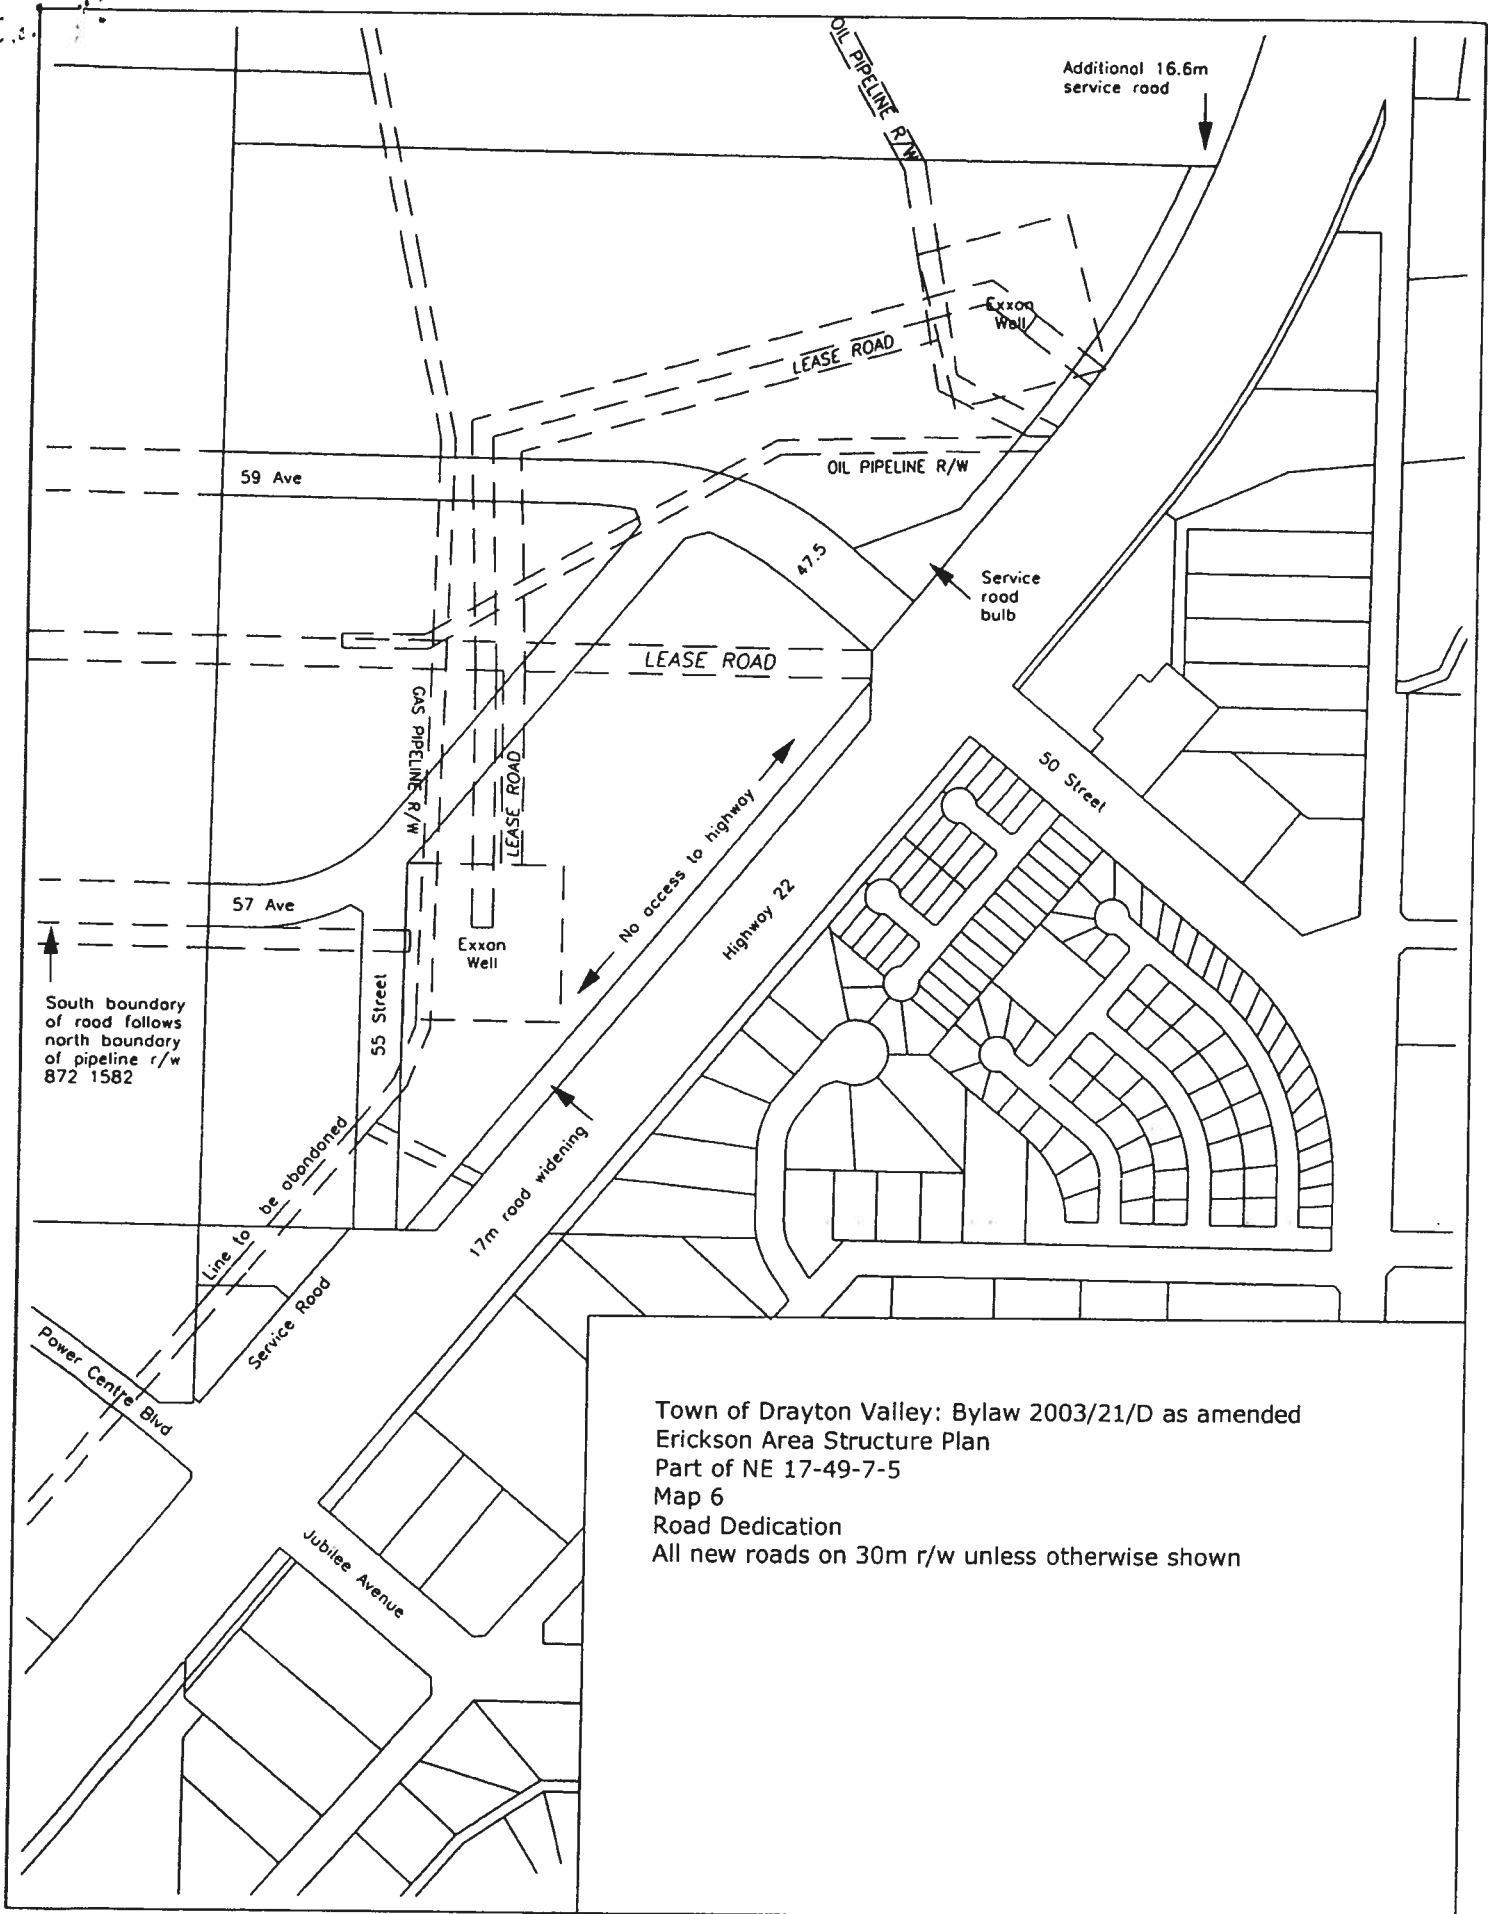 OIL PIPELINE R/W
Additional 16.6m
service road
Exxon
Well
LEASE ROAD
59 Ave
OIL PIPELINE R/W
47.5
Service
road
bulb
LEASE ROAD
GAS PIPELINE R/W
LEASE ROAD
50 Street
No access to highway
Highway 22
57 Ave
Exxon
Well
55 Street
South boundary
of road follows
north boundary
of pipeline r/w
872 1582
Line to be abondoned
17m road widening
Service Road
Power Centre Blvd
Jubilee Avenue
Town of Drayton Valley: Bylaw 2003/21/D as amended
Erickson Area Structure Plan
Part of NE 17-49-7-5
Map 6
Road Dedication
All new roads on 30m r/w unless otherwise shown